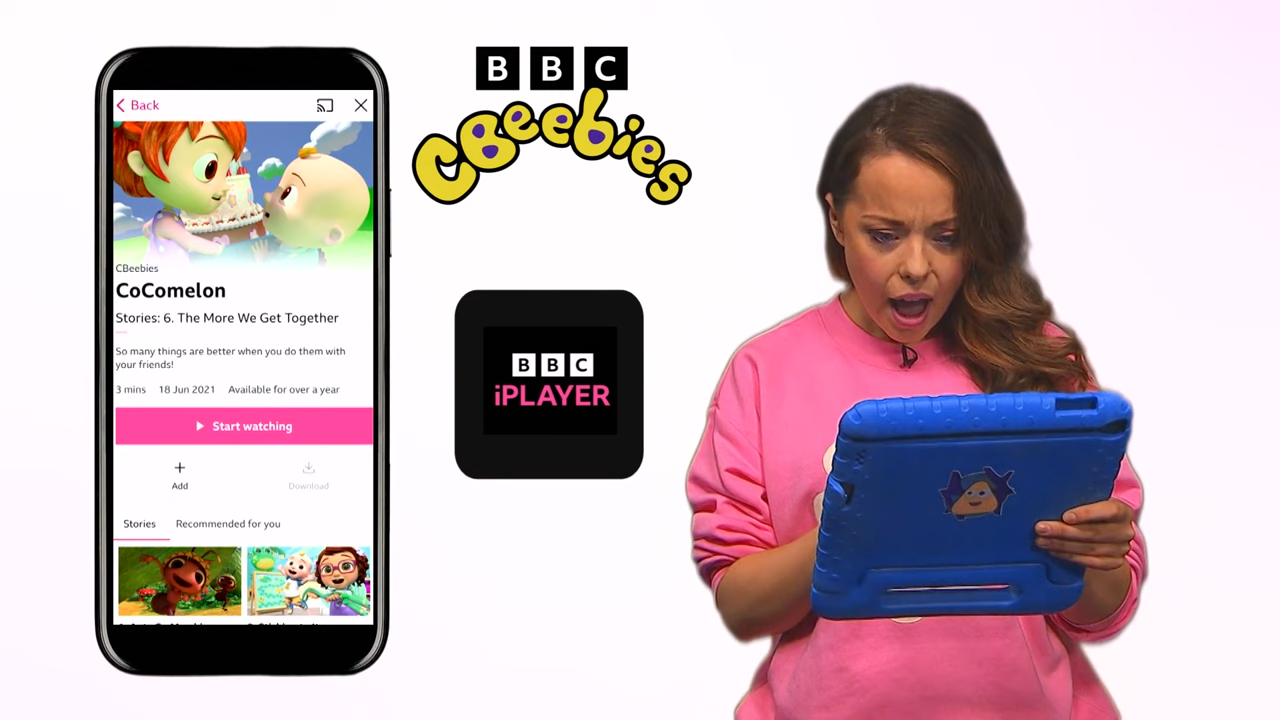 Back
CBeebies
CoComelon
Stories: 6. The More We Get Together
So many things are better when you do them with
your friends!
3 mins 18 Jun 2021 Available for over a year
Start watching
Add
Download
Stories
Recommended for you
BBC
CBeebies
BBC
iPLAYER